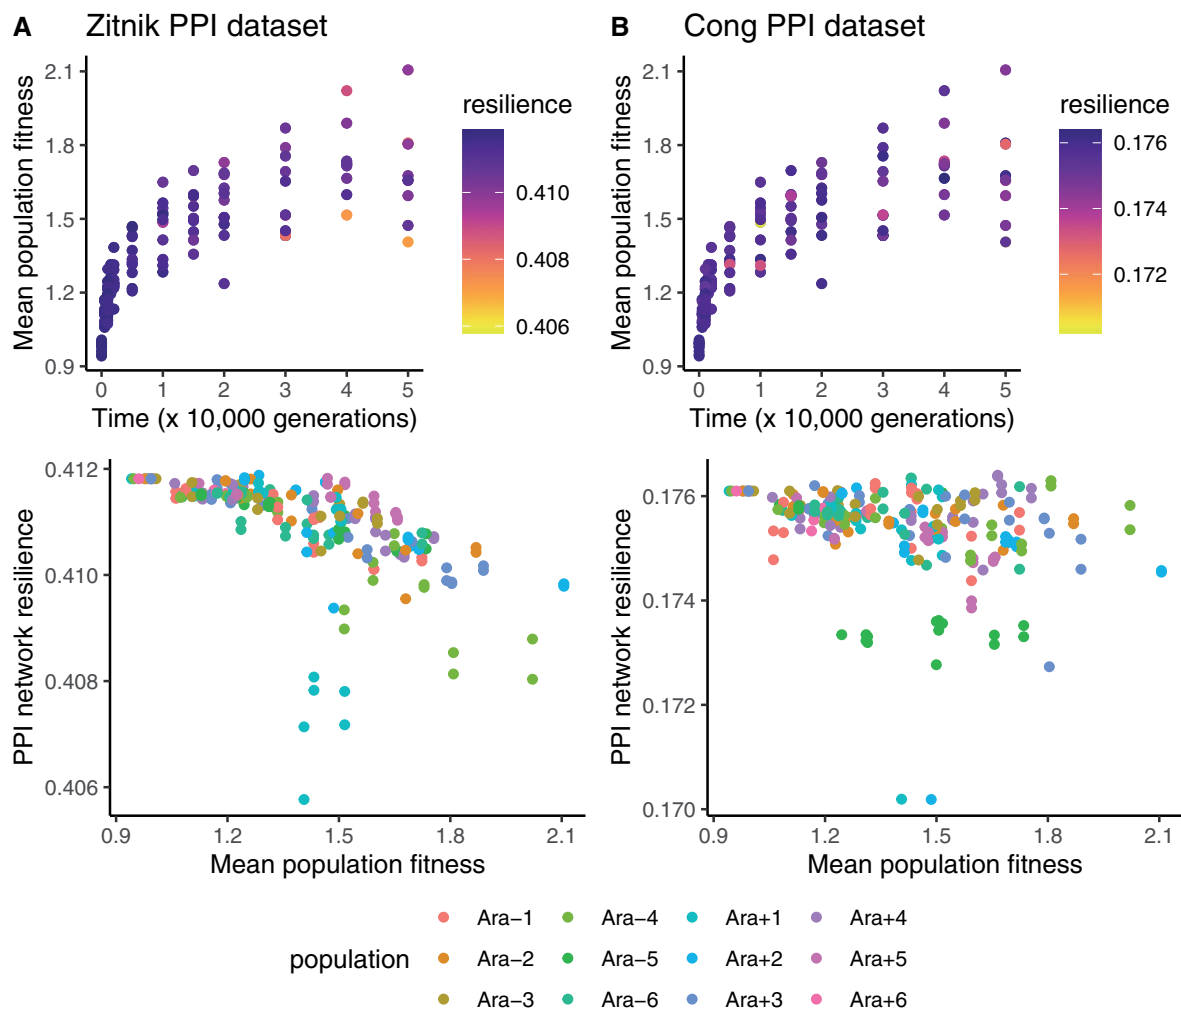 A Zitnik PPI dataset
Mean population fitness
2.1
1.8
1.5
1.2
0.9
0 1 2 3 4 5
Time (x 10,000 generations)
resilience
0.410
0.408
0.406
B Cong PPI dataset
Mean population fitness
2.1
1.8
1.5
1.2
0.9
0 1 2 3 4 5
Time (x 10,000 generations)
resilience
0.176
0.174
0.172
PPI network resilience
0.412
0.410
0.408
0.406
0.9 1.2 1.5 1.8 2.1
Mean population fitness
PPI network resilience
0.176
0.174
0.172
0.170
0.9 1.2 1.5 1.8 2.1
Mean population fitness
population
Ara−1 Ara−4 Ara+1 Ara+4
Ara−2 Ara−5 Ara+2 Ara+5
Ara−3 Ara−6 Ara+3 Ara+6